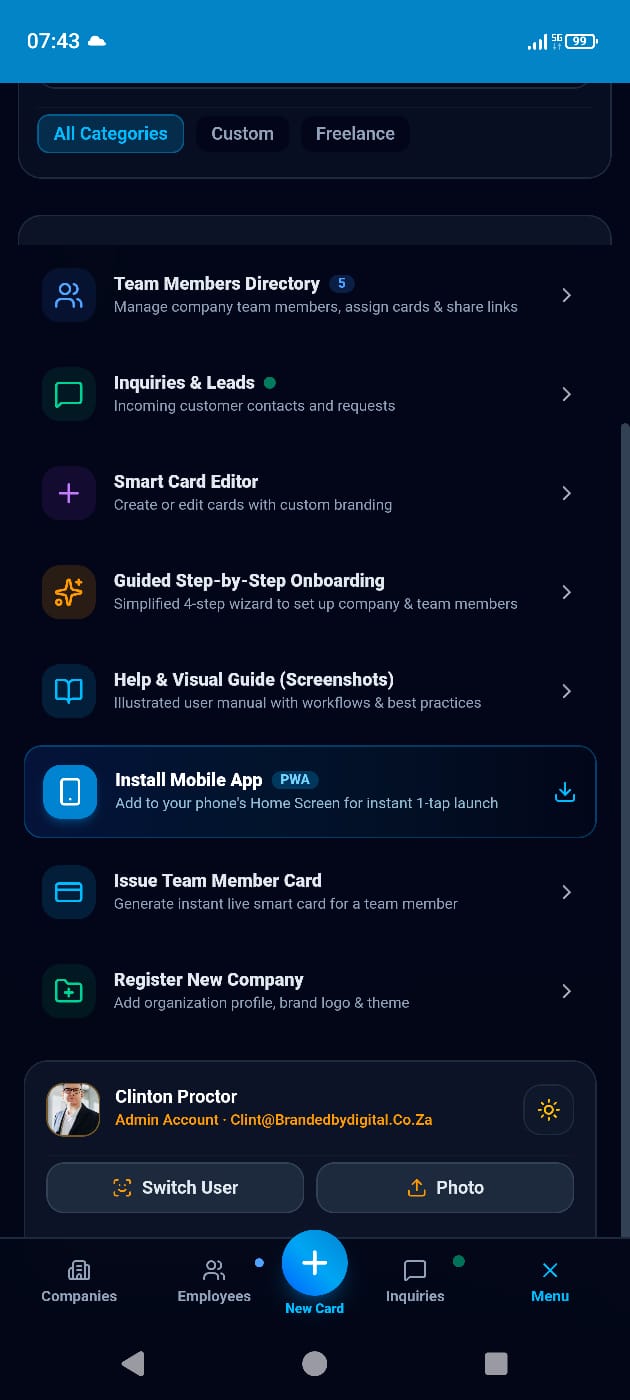 07:43
5G
99
All Categories
Custom
Freelance
Team Members Directory 5
Manage company team members, assign cards & share links
Inquiries & Leads
Incoming customer contacts and requests
Smart Card Editor
Create or edit cards with custom branding
Guided Step-by-Step Onboarding
Simplified 4-step wizard to set up company & team members
Help & Visual Guide (Screenshots)
Illustrated user manual with workflows & best practices
Install Mobile App PWA
Add to your phone's Home Screen for instant 1-tap launch
Issue Team Member Card
Generate instant live smart card for a team member
Register New Company
Add organization profile, brand logo & theme
Clinton Proctor
Admin Account · Clint@Brandedbydigital.Co.Za
Switch User
Photo
Companies
Employees
New Card
Inquiries
Menu